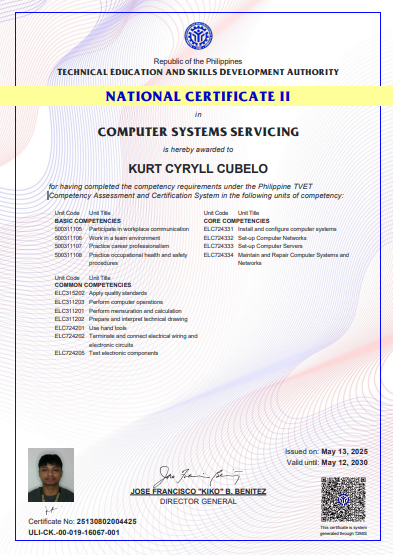 Republic of the Philippines
TECHNICAL EDUCATION AND SKILLS DEVELOPMENT AUTHORITY
NATIONAL CERTIFICATE II
in
COMPUTER SYSTEMS SERVICING
is hereby awarded to
KURT CYRYLL CUBELO
for having completed the competency requirements under the Philippine TVET
Competency Assessment and Certification System in the following units of competency:
Unit Code Unit Title
BASIC COMPETENCIES
500311105 Participate in workplace communication
500311106 Work in a team environment
500311107 Practice career professionalism
500311108 Practice occupational health and safety
procedures
Unit Code Unit Title
CORE COMPETENCIES
ELC724331 Install and configure computer systems
ELC724332 Set-up Computer Networks
ELC724333 Set-up Computer Servers
ELC724334 Maintain and Repair Computer Systems and
Networks
Unit Code Unit Title
COMMON COMPETENCIES
ELC315202 Apply quality standards
ELC311203 Perform computer operations
ELC311201 Perform mensuration and calculation
ELC311202 Prepare and interpret technical drawing
ELC724201 Use hand tools
ELC724202 Terminate and connect electrical wiring and
electronic circuits
ELC724205 Test electronic components
Issued on: May 13, 2025
Valid until: May 12, 2030
JOSE FRANCISCO "KIKO" B. BENITEZ
DIRECTOR GENERAL
Certificate No: 25130802004425
ULI-CK.-00-019-16067-001
This certificate is system
generated through T2MIS